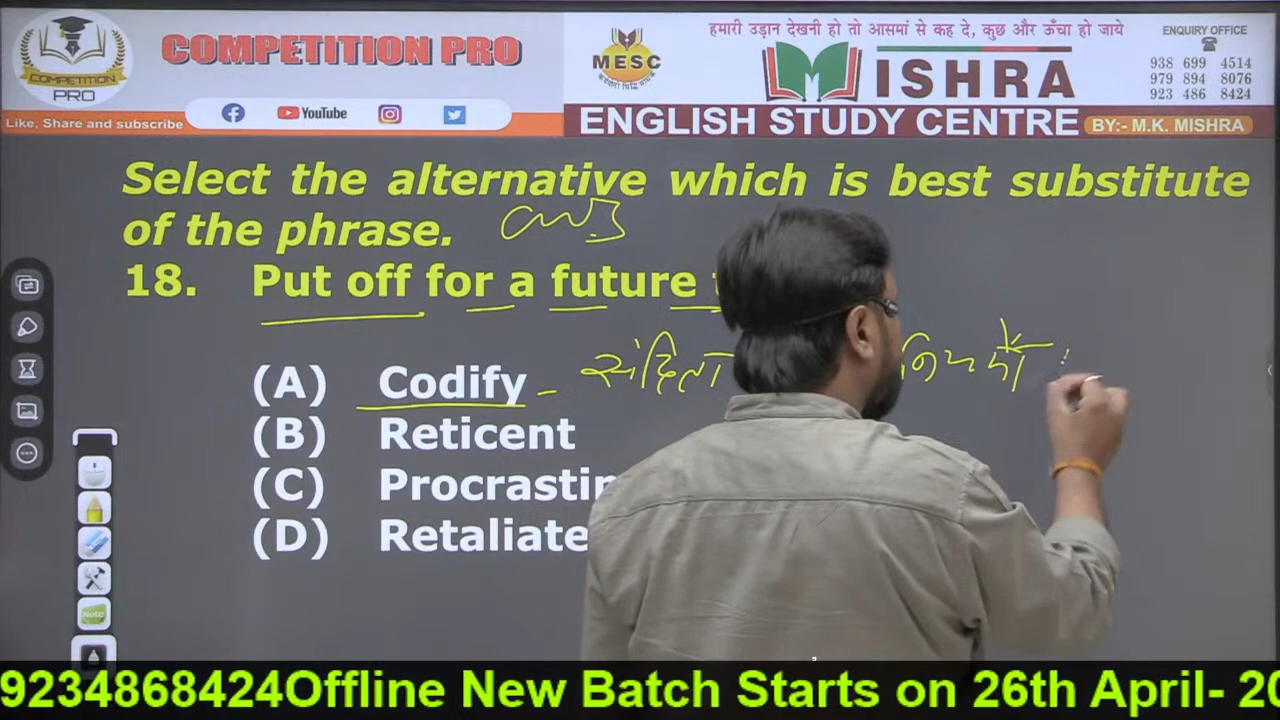 COMPETITION PRO
COMPETITION
PRO
Like, Share and subscribe
YouTube
MESC
हमारी उड़ान देखनी हो तो आसमां से कह दे, कुछ और ऊँचा हो जाये
MISHRA
ENGLISH STUDY CENTRE
BY:- M.K. MISHRA
ENQUIRY OFFICE
938 699 4514
979 894 8076
923 486 8424
Select the alternative which is best substitute
of the phrase.
18. Put off for a future
(A) Codify -
(B) Reticent
(C) Procrastin
(D) Retaliate
Note
9234868424Offline New Batch Starts on 26th April- 20